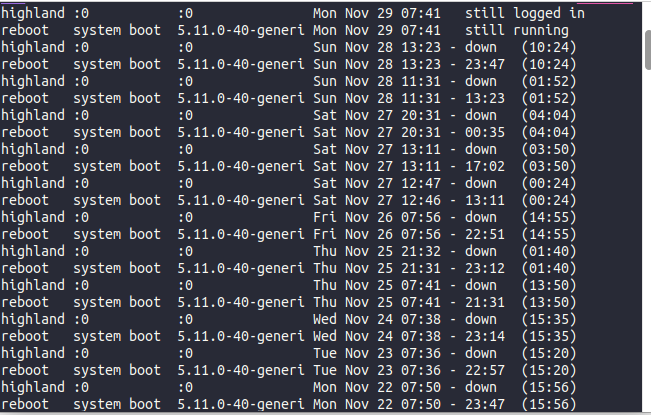 highland :0           :0               Mon Nov 29 07:41   still logged in
reboot   system boot  5.11.0-40-generi Mon Nov 29 07:41   still running
highland :0           :0               Sun Nov 28 13:23 - down   (10:24)
reboot   system boot  5.11.0-40-generi Sun Nov 28 13:23 - 23:47  (10:24)
highland :0           :0               Sun Nov 28 11:31 - down   (01:52)
reboot   system boot  5.11.0-40-generi Sun Nov 28 11:31 - 13:23  (01:52)
highland :0           :0               Sat Nov 27 20:31 - down   (04:04)
reboot   system boot  5.11.0-40-generi Sat Nov 27 20:31 - 00:35  (04:04)
highland :0           :0               Sat Nov 27 13:11 - down   (03:50)
reboot   system boot  5.11.0-40-generi Sat Nov 27 13:11 - 17:02  (03:50)
highland :0           :0               Sat Nov 27 12:47 - down   (00:24)
reboot   system boot  5.11.0-40-generi Sat Nov 27 12:46 - 13:11  (00:24)
highland :0           :0               Fri Nov 26 07:56 - down   (14:55)
reboot   system boot  5.11.0-40-generi Fri Nov 26 07:56 - 22:51  (14:55)
highland :0           :0               Thu Nov 25 21:32 - down   (01:40)
reboot   system boot  5.11.0-40-generi Thu Nov 25 21:31 - 23:12  (01:40)
highland :0           :0               Thu Nov 25 07:41 - down   (13:50)
reboot   system boot  5.11.0-40-generi Thu Nov 25 07:41 - 21:31  (13:50)
highland :0           :0               Wed Nov 24 07:38 - down   (15:35)
reboot   system boot  5.11.0-40-generi Wed Nov 24 07:38 - 23:14  (15:35)
highland :0           :0               Tue Nov 23 07:36 - down   (15:20)
reboot   system boot  5.11.0-40-generi Tue Nov 23 07:36 - 22:57  (15:20)
highland :0           :0               Mon Nov 22 07:50 - down   (15:56)
reboot   system boot  5.11.0-40-generi Mon Nov 22 07:50 - 23:47  (15:56)